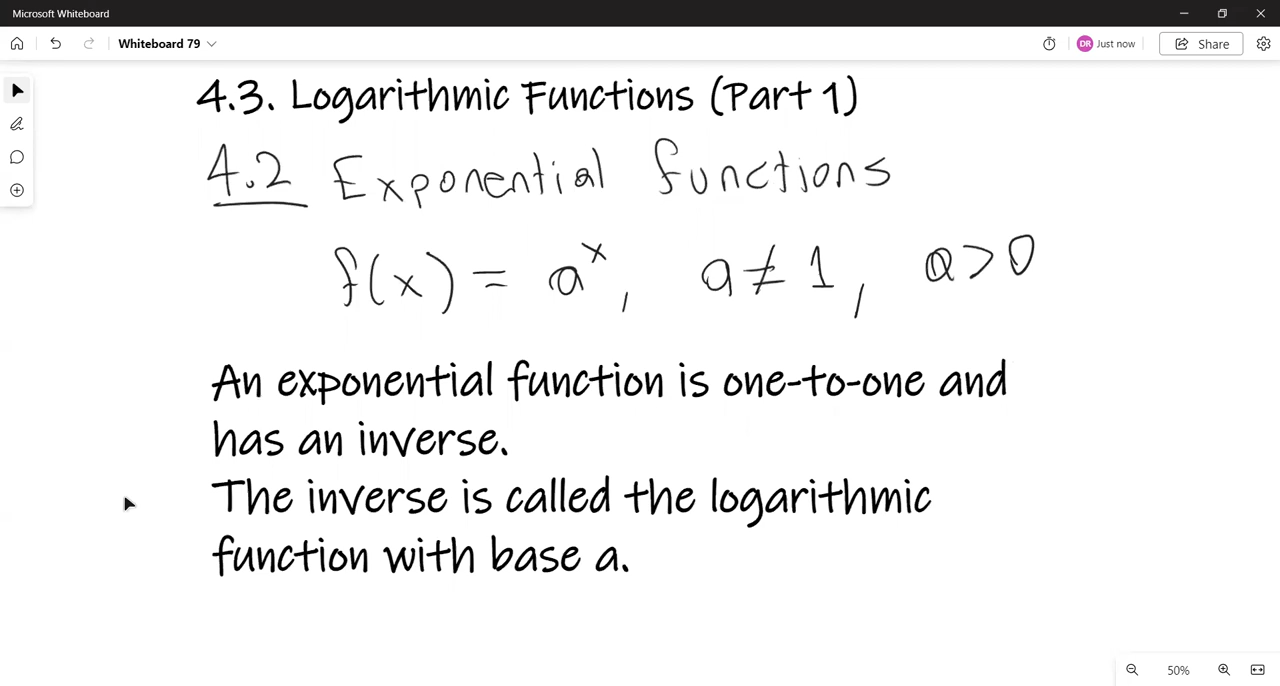 Microsoft Whiteboard
Whiteboard 79
DR Just now
Share
4.3. Logarithmic Functions (Part 1)
4.2 Exponential functions
f(x) = a^x, a ≠ 1, a > 0
An exponential function is one-to-one and
has an inverse.
The inverse is called the logarithmic
function with base a.
50%